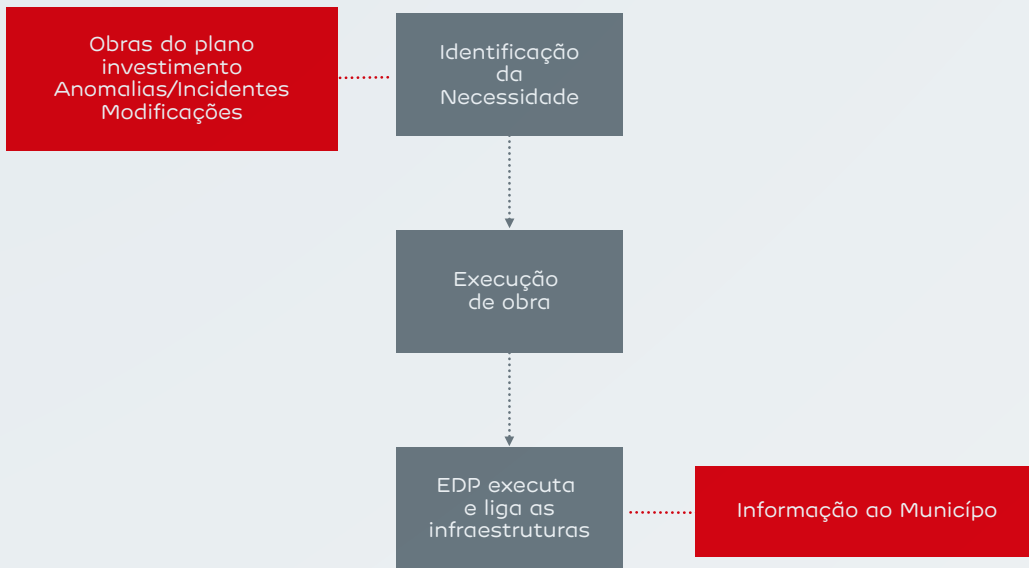 Obras do plano
investimento
Anomalias/Incidentes
Modificações
Identificação
da
Necessidade
Execução
de obra
EDP executa
e liga as
infraestruturas
Informação ao Municípo